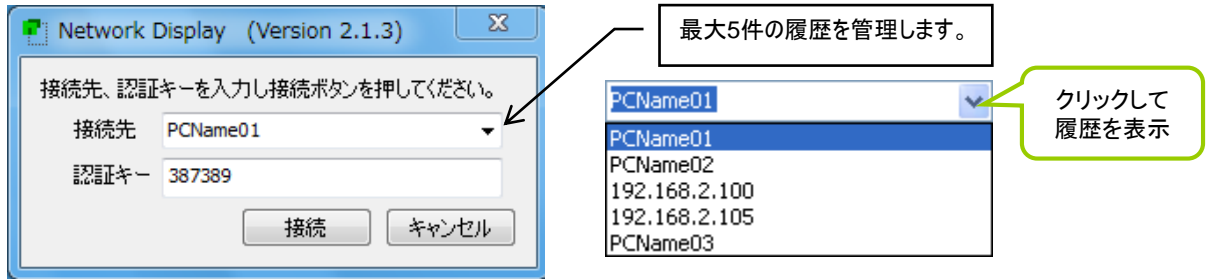 Network Display (Version 2.1.3)
接続先、認証キーを入力し接続ボタンを押してください。
接続先 PCName01
認証キー 387389
接続 キャンセル
最大5件の履歴を管理します。
PCName01
PCName01
PCName02
192.168.2.100
192.168.2.105
PCName03
クリックして
履歴を表示